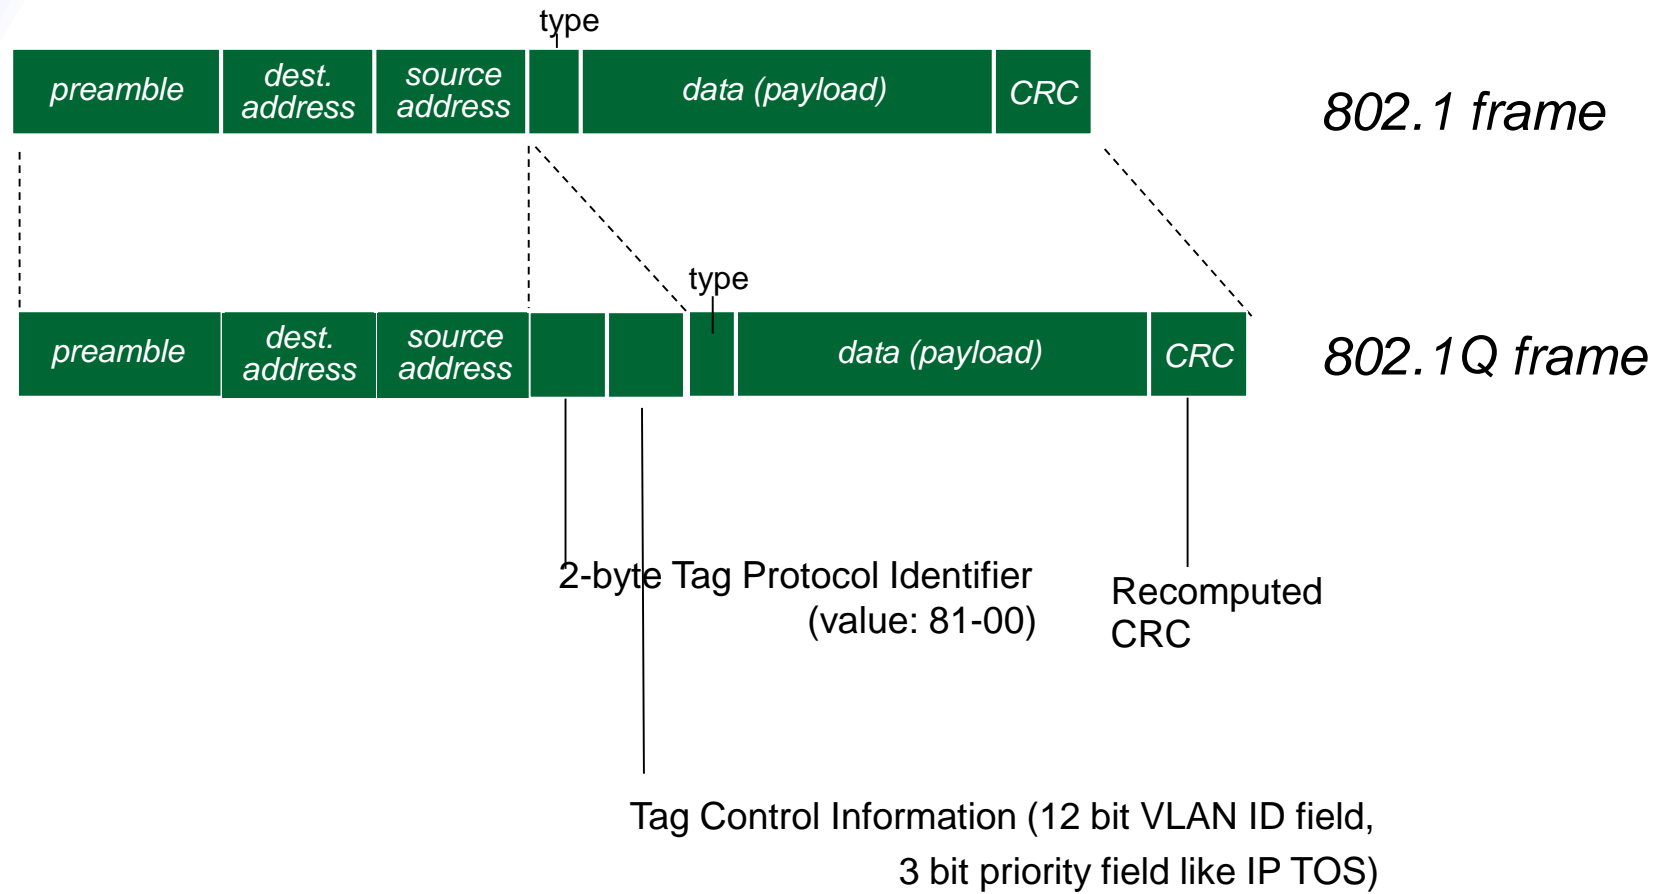 type
preamble
dest.
address
source
address
data (payload)
CRC
802.1 frame
type
preamble
dest.
address
source
address
data (payload)
CRC
802.1Q frame
2-byte Tag Protocol Identifier
(value: 81-00)
Recomputed
CRC
Tag Control Information (12 bit VLAN ID field,
3 bit priority field like IP TOS)